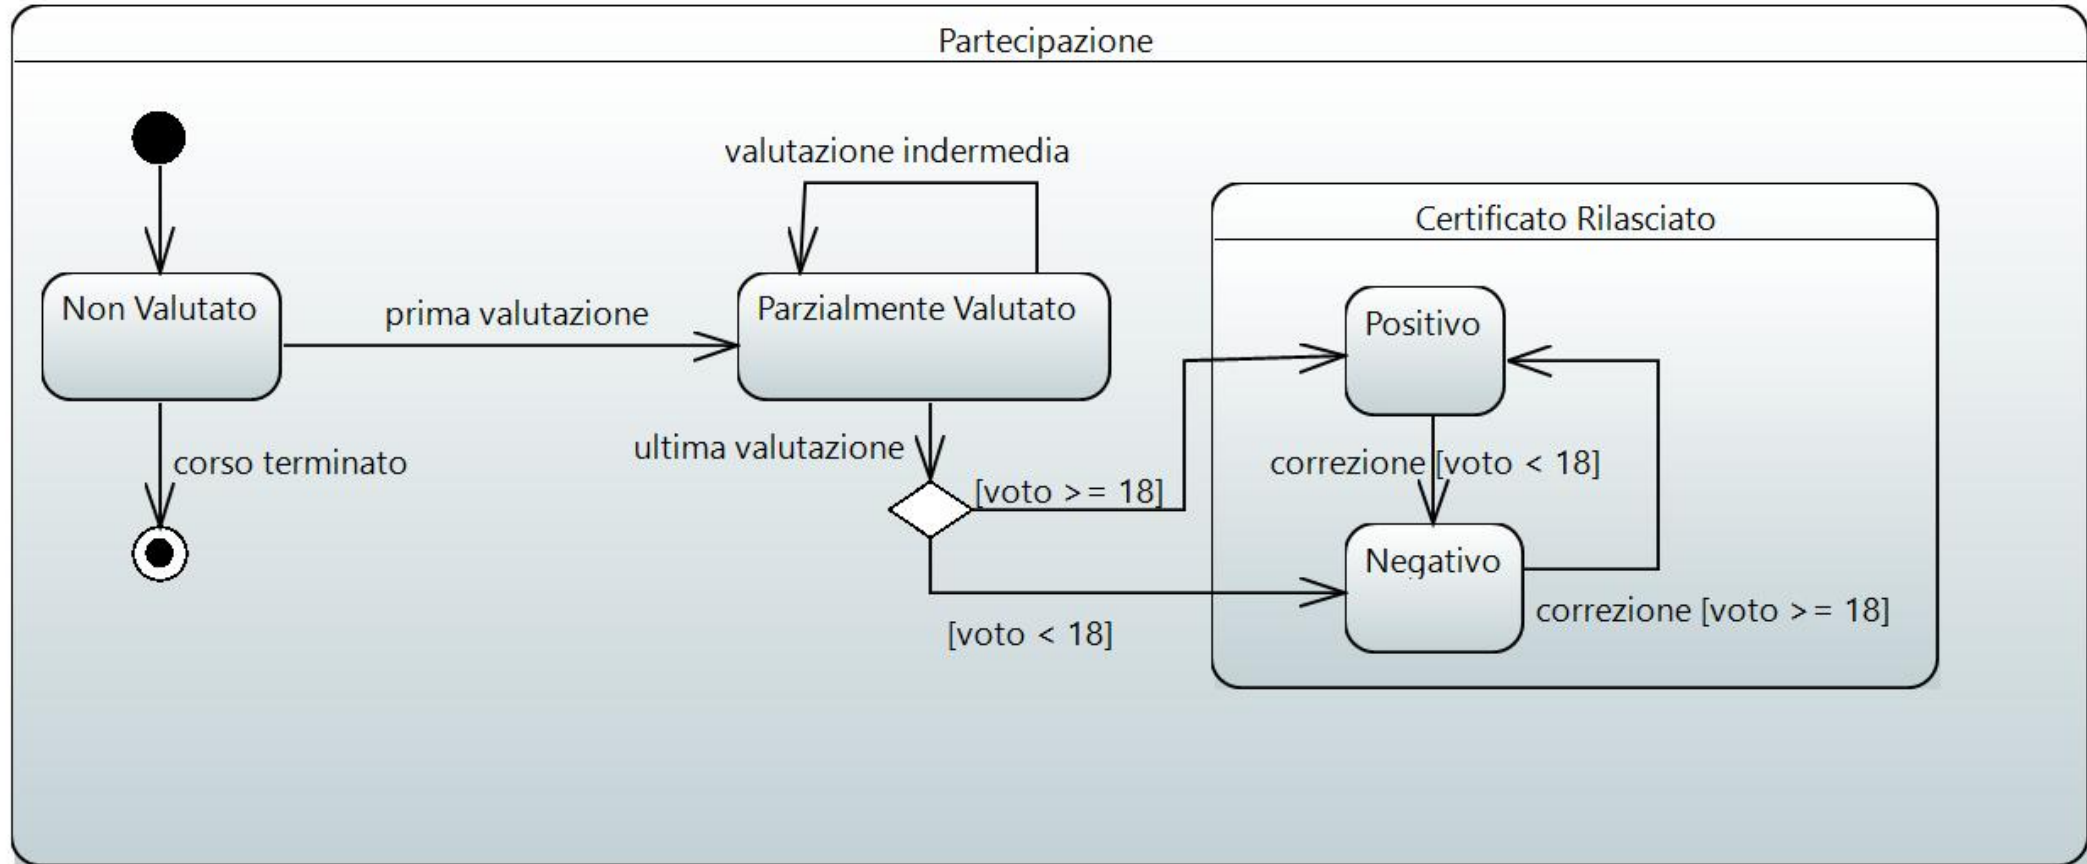 Partecipazione
valutazione indermedia
Certificato Rilasciato
Non Valutato
prima valutazione
Parzialmente Valutato
Positivo
corso terminato
ultima valutazione
[voto >= 18]
correzione [voto < 18]
Negativo
correzione [voto >= 18]
[voto < 18]